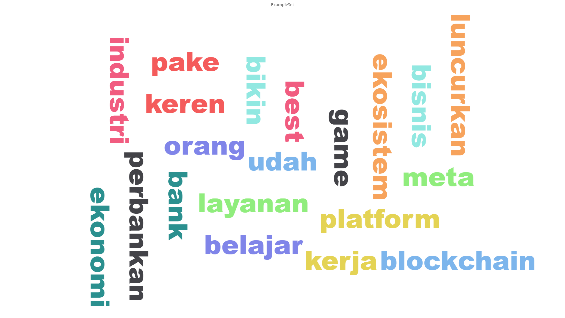 luncurkan
industri
pake
bikin
ekosistem
bisnis
best
keren
game
orang
udah
perbankan
bank
meta
ekonomi
layanan
platform
belajar
kerja
blockchain